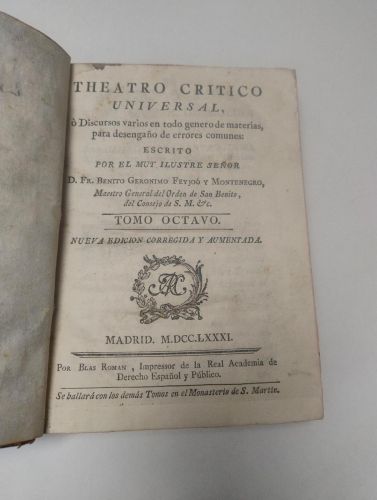 THEATRO CRITICO
UNIVERSAL,
ò Discursos varios en todo genero de materias,
para desengaño de errores comunes:
ESCRITO
POR EL MUY ILUSTRE SEÑOR
D. FR. BENITO GERONIMO FEYJOÓ Y MONTENEGRO,
Maestro General del Orden de San Benito,
del Consejo de S. M. &c.
TOMO OCTAVO.
NUEVA EDICION CORREGIDA Y AUMENTADA.
MADRID. M.DCC.LXXXI.
POR BLAS ROMAN, Impressor de la Real Academia de
Derecho Español y Público.
Se hallará con los demás Tomos en el Monasterio de S. Martin.